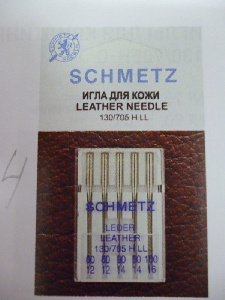 SCHMETZ
ИГЛА ДЛЯ КОЖИ
LEATHER NEEDLE
130/705 H LL
4
SCHMETZ
LEDER
LEATHER
130/705 H LL
80 80 90 90 100
12 12 14 14 16